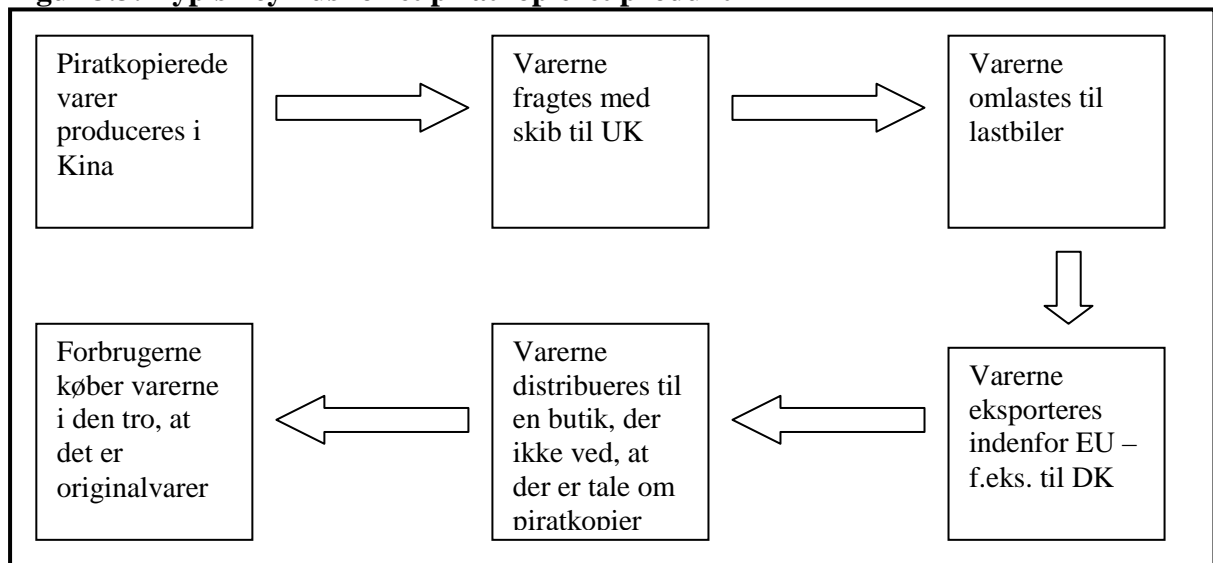 Piratkopierede
varer
produceres i
Kina
Varerne
fragtes med
skib til UK
Varerne
omlastes til
lastbiler
Varerne
eksporteres
indenfor EU –
f.eks. til DK
Varerne
distribueres til
en butik, der
ikke ved, at
der er tale om
piratkopier
Forbrugerne
køber varerne
i den tro, at
det er
originalvarer